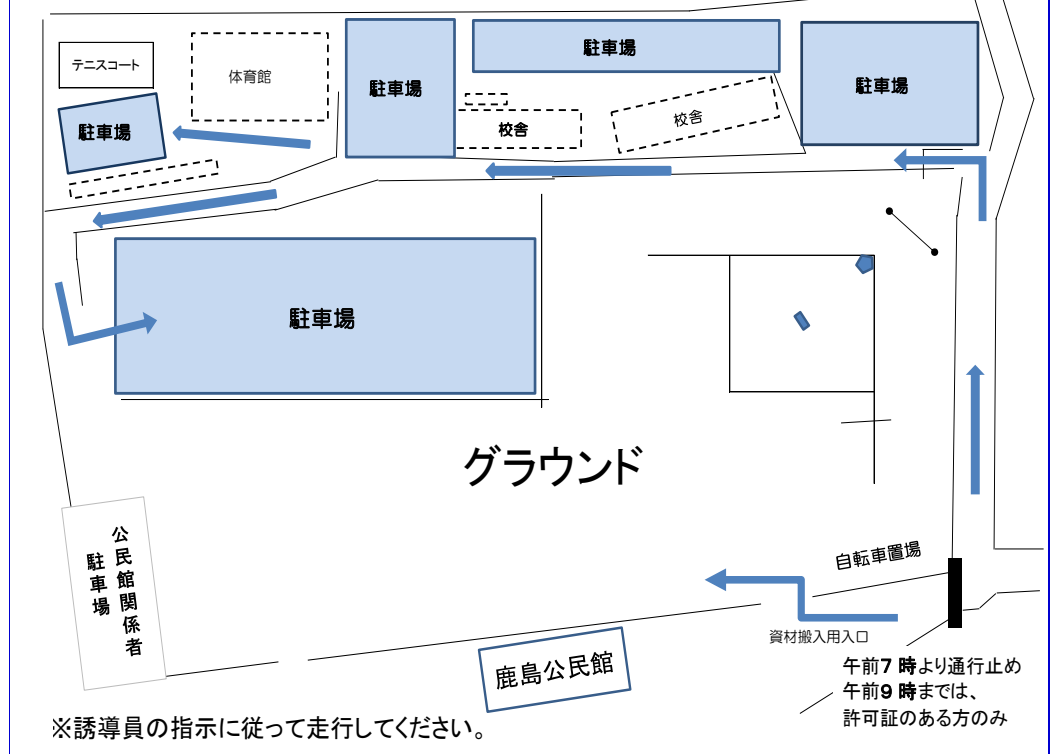 駐車場
テニスコート
体育館
駐車場
駐車場
駐車場
校舎
校舎
駐車場
グラウンド
公民館関係者
駐車場
自転車置場
資材搬入用入口
鹿島公民館
午前7時より通行止め
午前9時までは、
許可証のある方のみ
※誘導員の指示に従って走行してください。